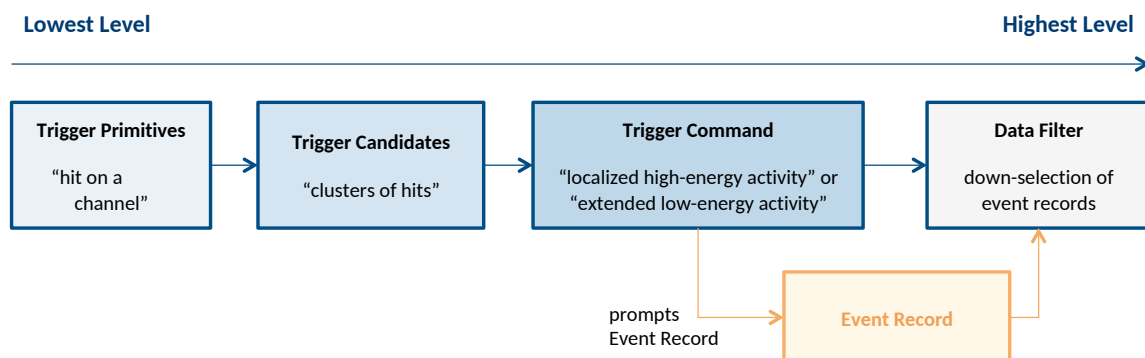 Lowest Level
Highest Level
Trigger Primitives
“hit on a
channel”
Trigger Candidates
“clusters of hits”
Trigger Command
“localized high-energy activity” or
“extended low-energy activity”
Data Filter
down-selection of
event records
prompts
Event Record
Event Record